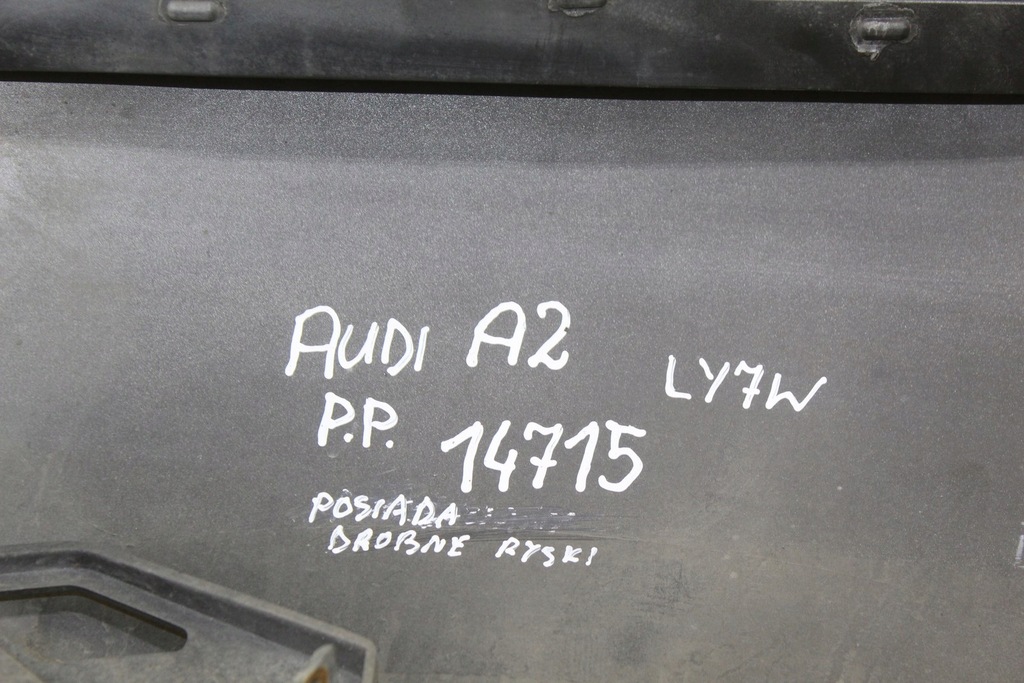 AUDI A2
LY7W
P.P. 14715
POSIADA
DROBNE RYSKI